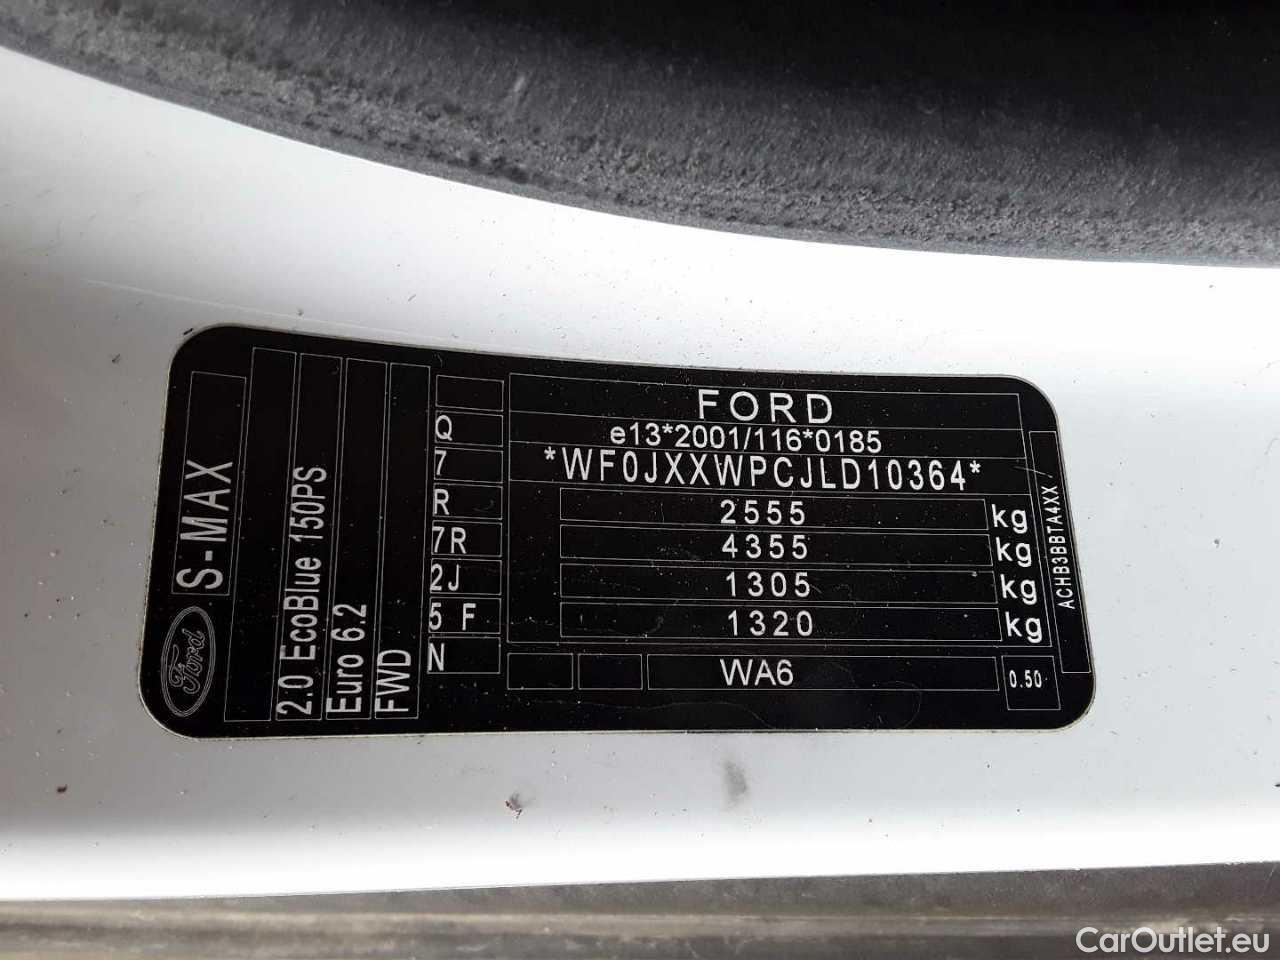 FORD
e13*2001/116*0185
*WF0JXXWPCJLD10364*
2555 kg
4355 kg
1305 kg
1320 kg
WA6
0.50
ACHB3BBTA4XX
Q
7
R
7R
2J
5 F
N
Ford
S-MAX
2.0 EcoBlue 150PS
Euro 6.2
FWD
CarOutlet.eu